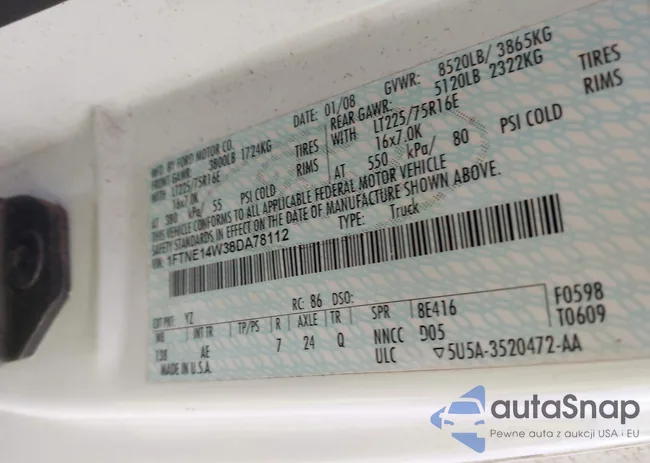 MFD. BY FORD MOTOR CO.
DATE: 01/08 GVWR: 8520LB/ 3865KG
FRONT GAWR: 3800LB 1724KG REAR GAWR: 5120LB 2322KG
WITH LT225/75R16E TIRES WITH LT225/75R16E TIRES
16x7.0K RIMS 16x7.0K RIMS
AT 380 kPa/ 55 PSI COLD AT 550 kPa/ 80 PSI COLD
THIS VEHICLE CONFORMS TO ALL APPLICABLE FEDERAL MOTOR VEHICLE
SAFETY STANDARDS IN EFFECT ON THE DATE OF MANUFACTURE SHOWN ABOVE.
VIN: 1FTNE14W38DA78112 TYPE: Truck
EXT PNT: YZ RC: 86 DSO: F0598
WB INT TR TP/PS R AXLE TR SPR 8E416 T0609
138 AE 7 24 Q NNCC D05
MADE IN U.S.A. ULC ▽5U5A-3520472-AA
autaSnap
Pewne auta z aukcji USA i EU